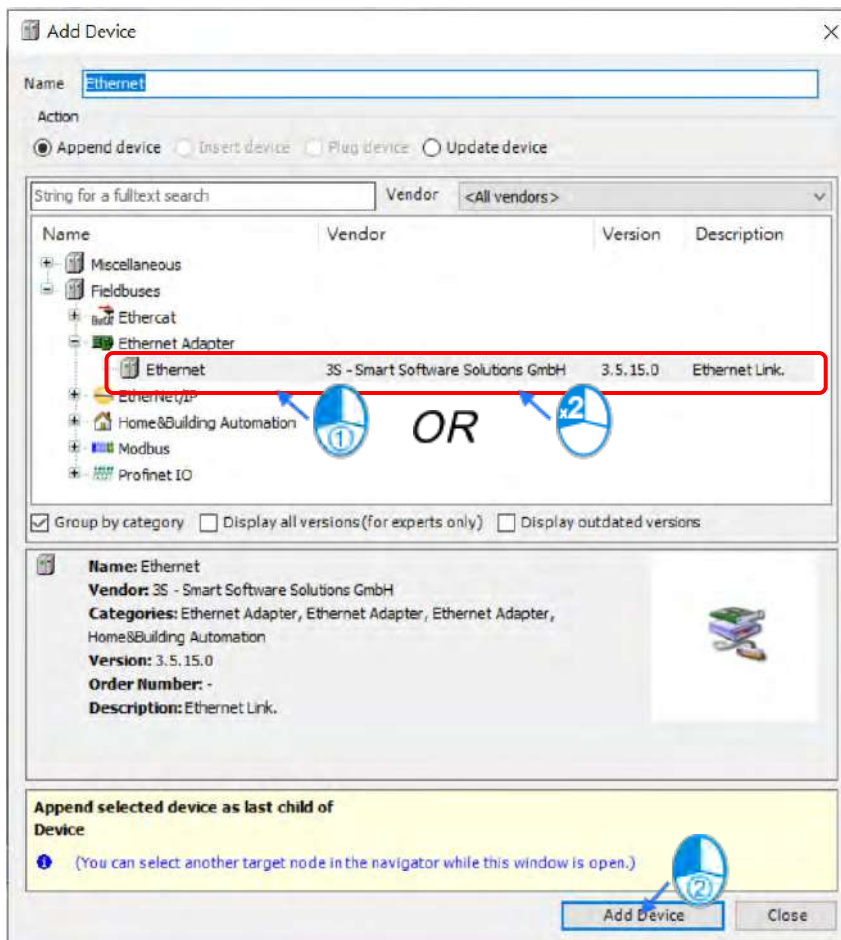 Add Device
Name Ethernet
Action
Append device Insert device Plug device Update device
String for a fulltext search Vendor <All vendors>
Name Vendor Version Description
Miscellaneous
Fieldbuses
Ethercat
Ethernet Adapter
Ethernet 3S - Smart Software Solutions GmbH 3.5.15.0 Ethernet Link.
EtherNet/IP
① x2
Home&Building Automation OR
Modbus
Profinet IO
Group by category Display all versions(for experts only) Display outdated versions
Name: Ethernet
Vendor: 3S - Smart Software Solutions GmbH
Categories: Ethernet Adapter, Ethernet Adapter, Ethernet Adapter,
Home&Building Automation
Version: 3.5.15.0
Order Number: -
Description: Ethernet Link.
Append selected device as last child of
Device
(You can select another target node in the navigator while this window is open.)
②
Add Device Close